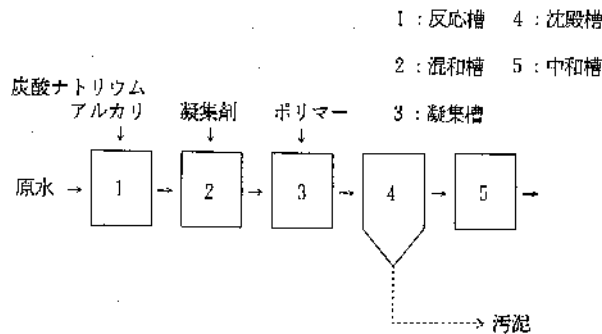 1：反応槽　4：沈殿槽
2：混和槽　5：中和槽
3：凝集槽
炭酸ナトリウム
アルカリ　凝集剤　ポリマー
原水 → 1 → 2 → 3 → 4 → 5 →
汚泥